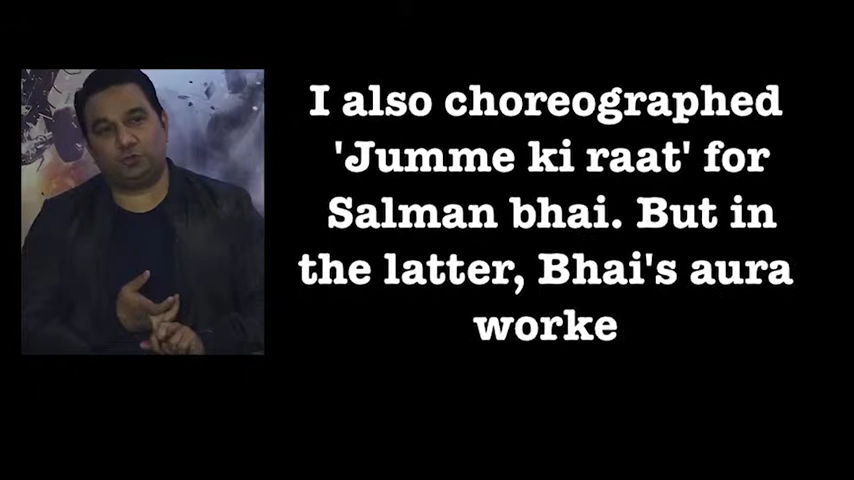 I also choreographed
'Jumme ki raat' for
Salman bhai. But in
the latter, Bhai's aura
worke